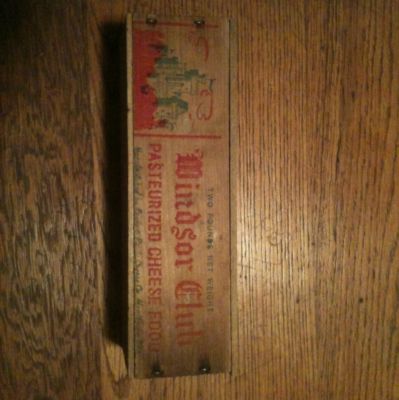 TWO POUNDS NET WEIGHT
Windsor Club
PASTEURIZED CHEESE FOOD